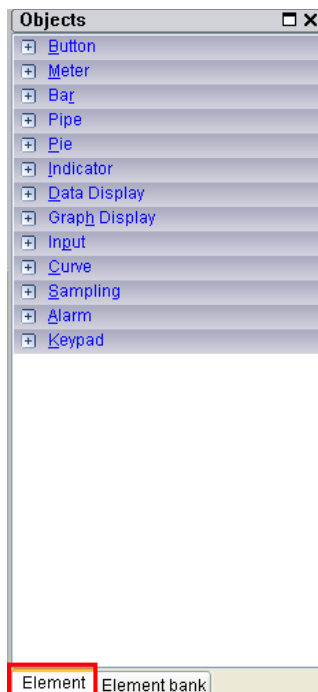 Objects
Button
Meter
Bar
Pipe
Pie
Indicator
Data Display
Graph Display
Input
Curve
Sampling
Alarm
Keypad
Element Element bank